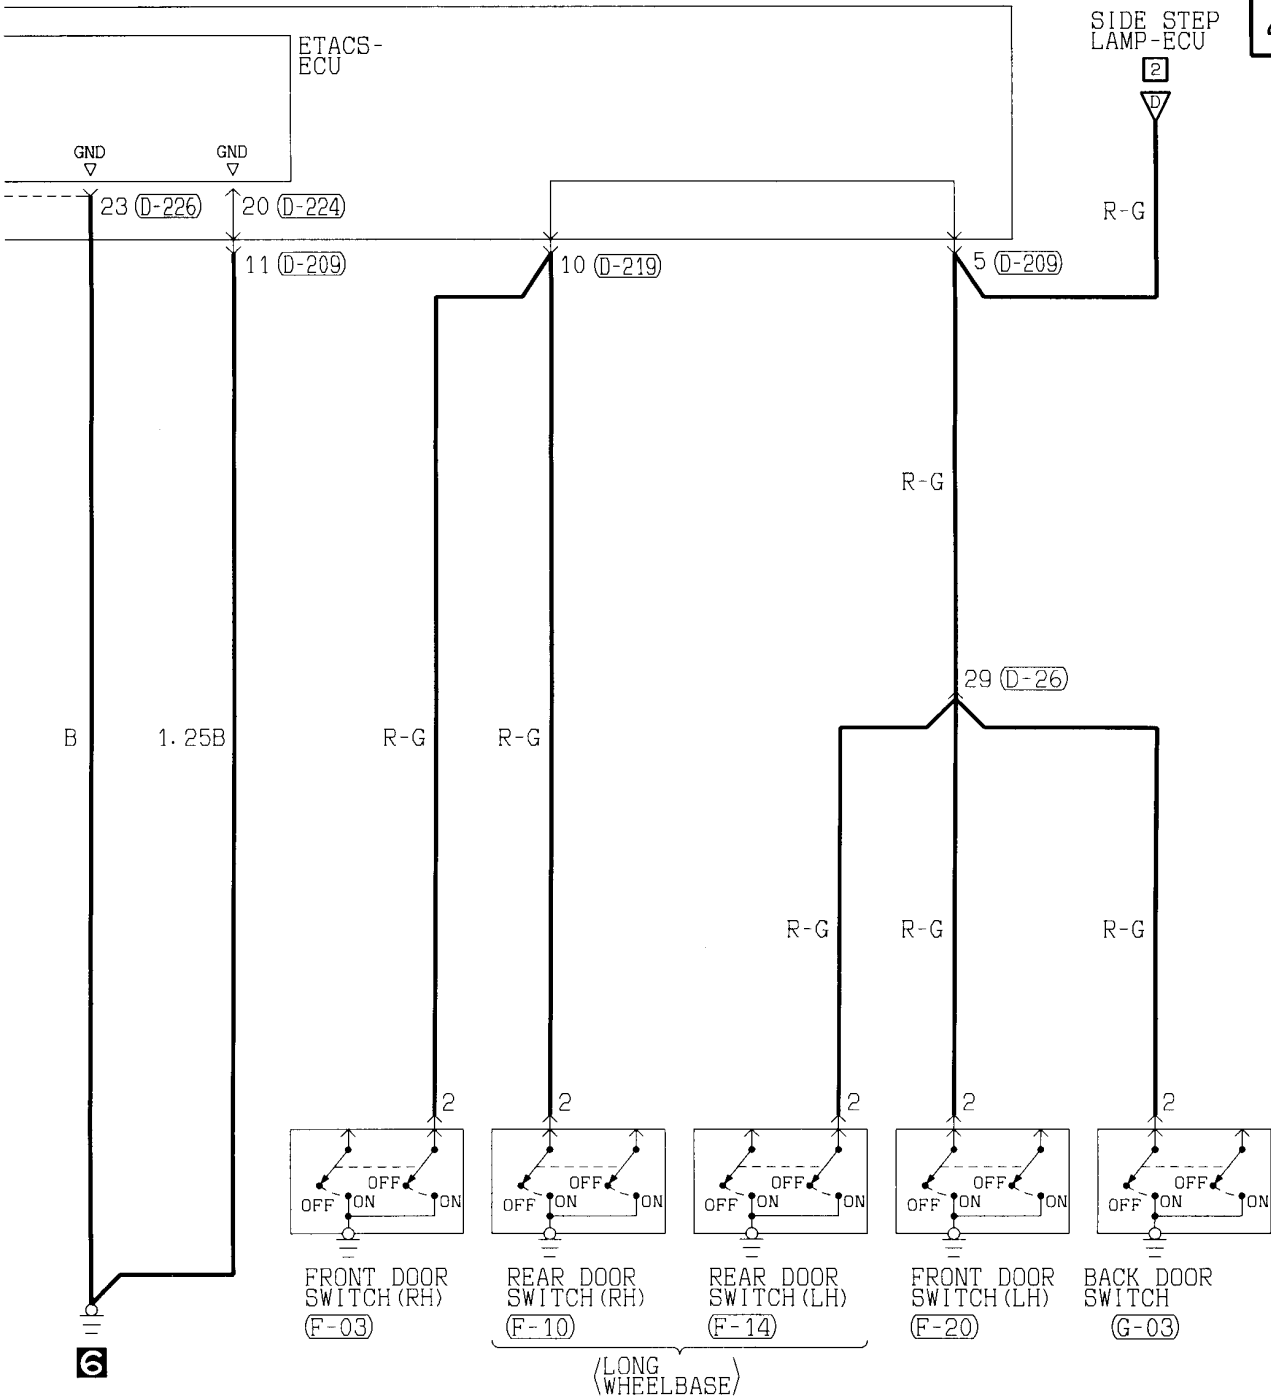 ETACS-
ECU
SIDE STEP
LAMP-ECU
2
D
GND
GND
23 (D-226)
20 (D-224)
R-G
11 (D-209)
10 (D-219)
5 (D-209)
R-G
29 (D-26)
B
1.25B
R-G
R-G
R-G
R-G
R-G
2
2
2
2
2
OFF
OFF
ON
ON
OFF
OFF
ON
ON
OFF
OFF
ON
ON
OFF
OFF
ON
ON
OFF
OFF
ON
ON
FRONT DOOR
SWITCH(RH)
(F-03)
REAR DOOR
SWITCH(RH)
(F-10)
REAR DOOR
SWITCH(LH)
(F-14)
FRONT DOOR
SWITCH(LH)
(F-20)
BACK DOOR
SWITCH
(G-03)
6
LONG
WHEELBASE